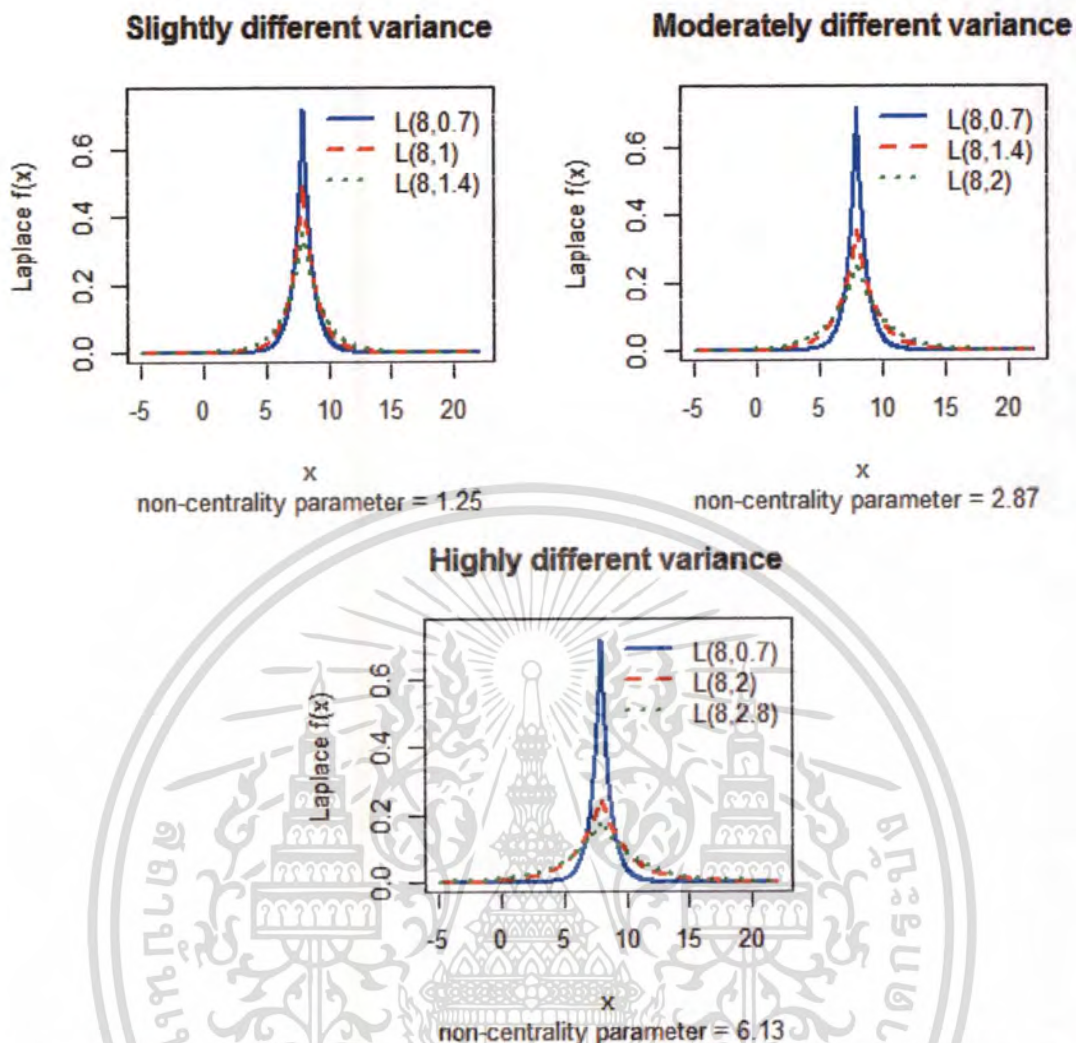 Slightly different variance
Laplace f(x)
0.0 0.2 0.4 0.6
L(8,0.7)
L(8,1)
L(8,1.4)
-5 0 5 10 15 20
x
non-centrality parameter = 1.25
Moderately different variance
Laplace f(x)
0.0 0.2 0.4 0.6
L(8,0.7)
L(8,1.4)
L(8,2)
-5 0 5 10 15 20
x
non-centrality parameter = 2.87
Highly different variance
Laplace f(x)
0.0 0.2 0.4 0.6
L(8,0.7)
L(8,2)
L(8,2.8)
-5 0 5 10 15 20
x
non-centrality parameter = 6.13